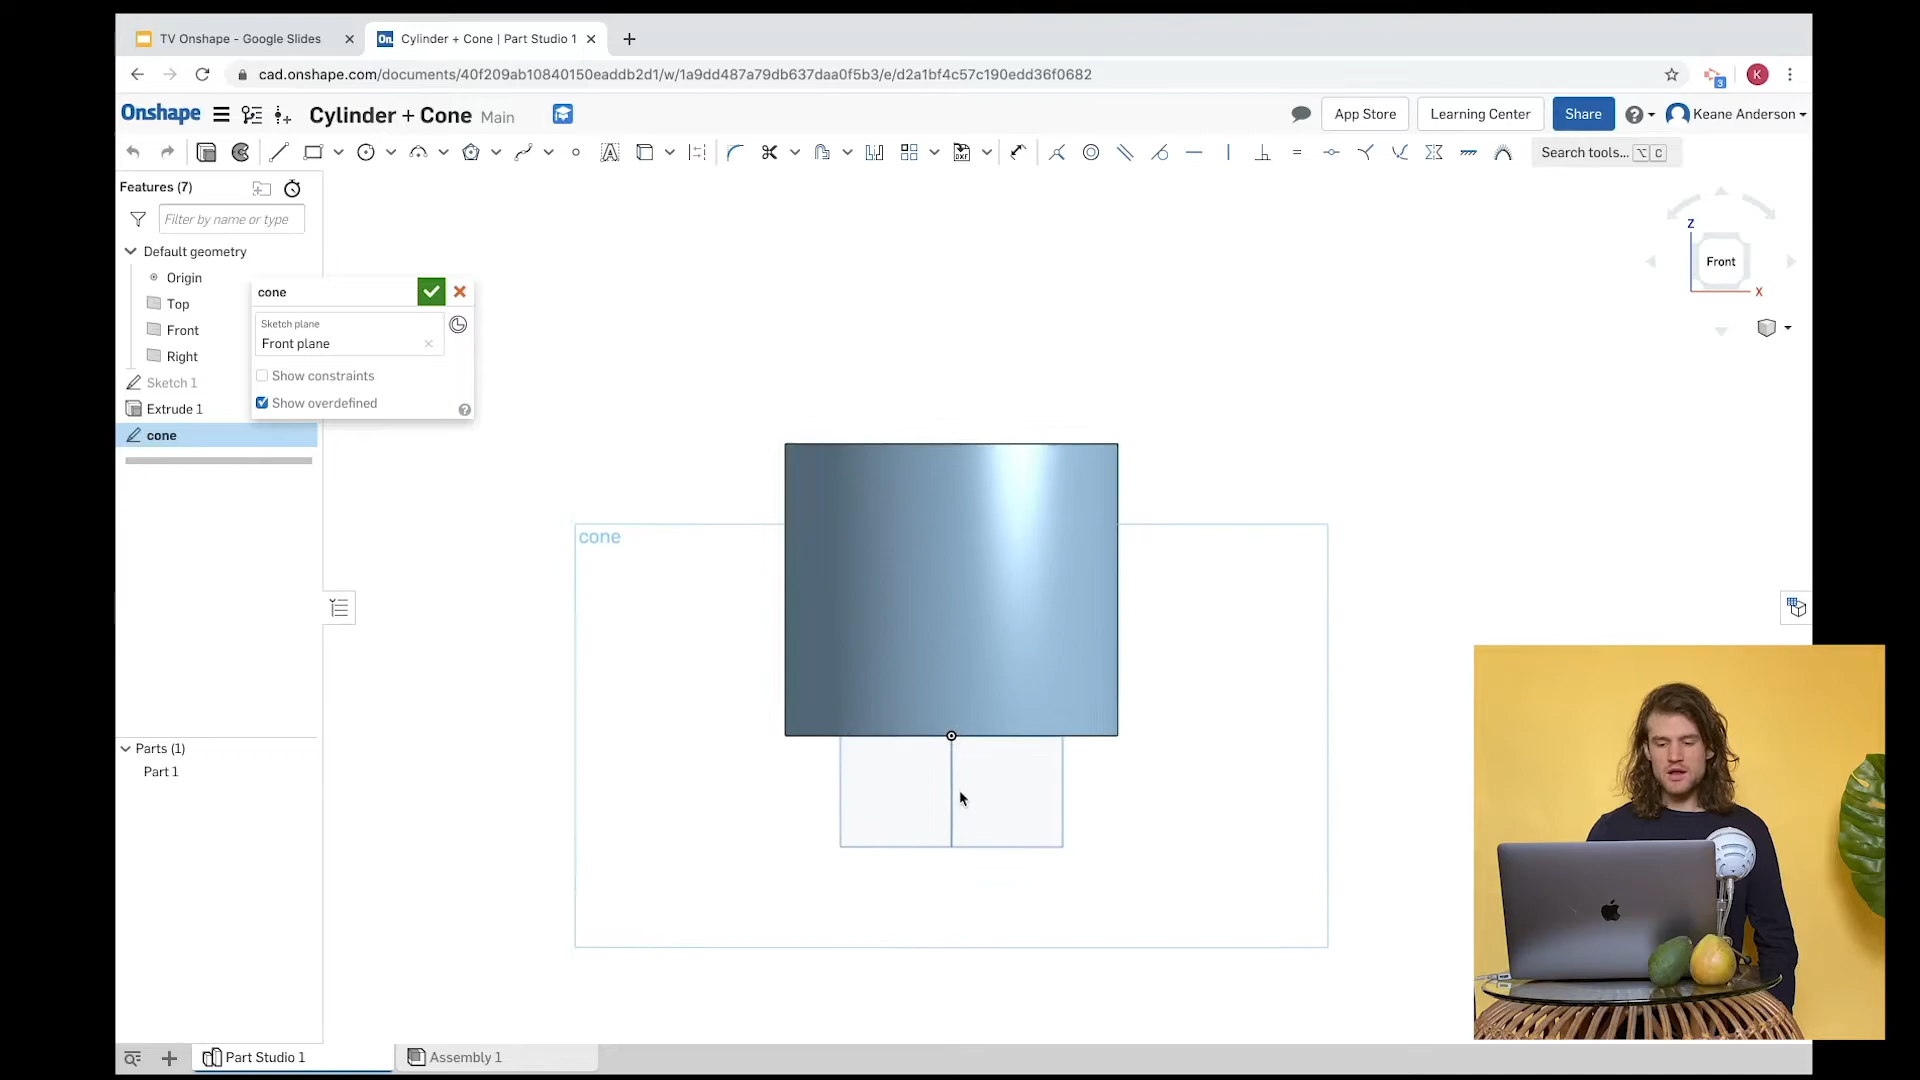 TV Onshape - Google Slides
On Cylinder + Cone | Part Studio 1
cad.onshape.com/documents/40f209ab10840150eaddb2d1/w/1a9dd487a79db637daa0f5b3/e/d2a1bf4c57c190edd36f0682
3
K
Onshape Cylinder + Cone Main
App Store Learning Center Share Keane Anderson
DXF
Search tools... ⌥ C
Features (7)
Filter by name or type
Default geometry
Origin
Top
Front
Right
Sketch 1
Extrude 1
cone
cone
Sketch plane
Front plane
Show constraints
Show overdefined
Z
Front
X
cone
Parts (1)
Part 1
Part Studio 1
Assembly 1